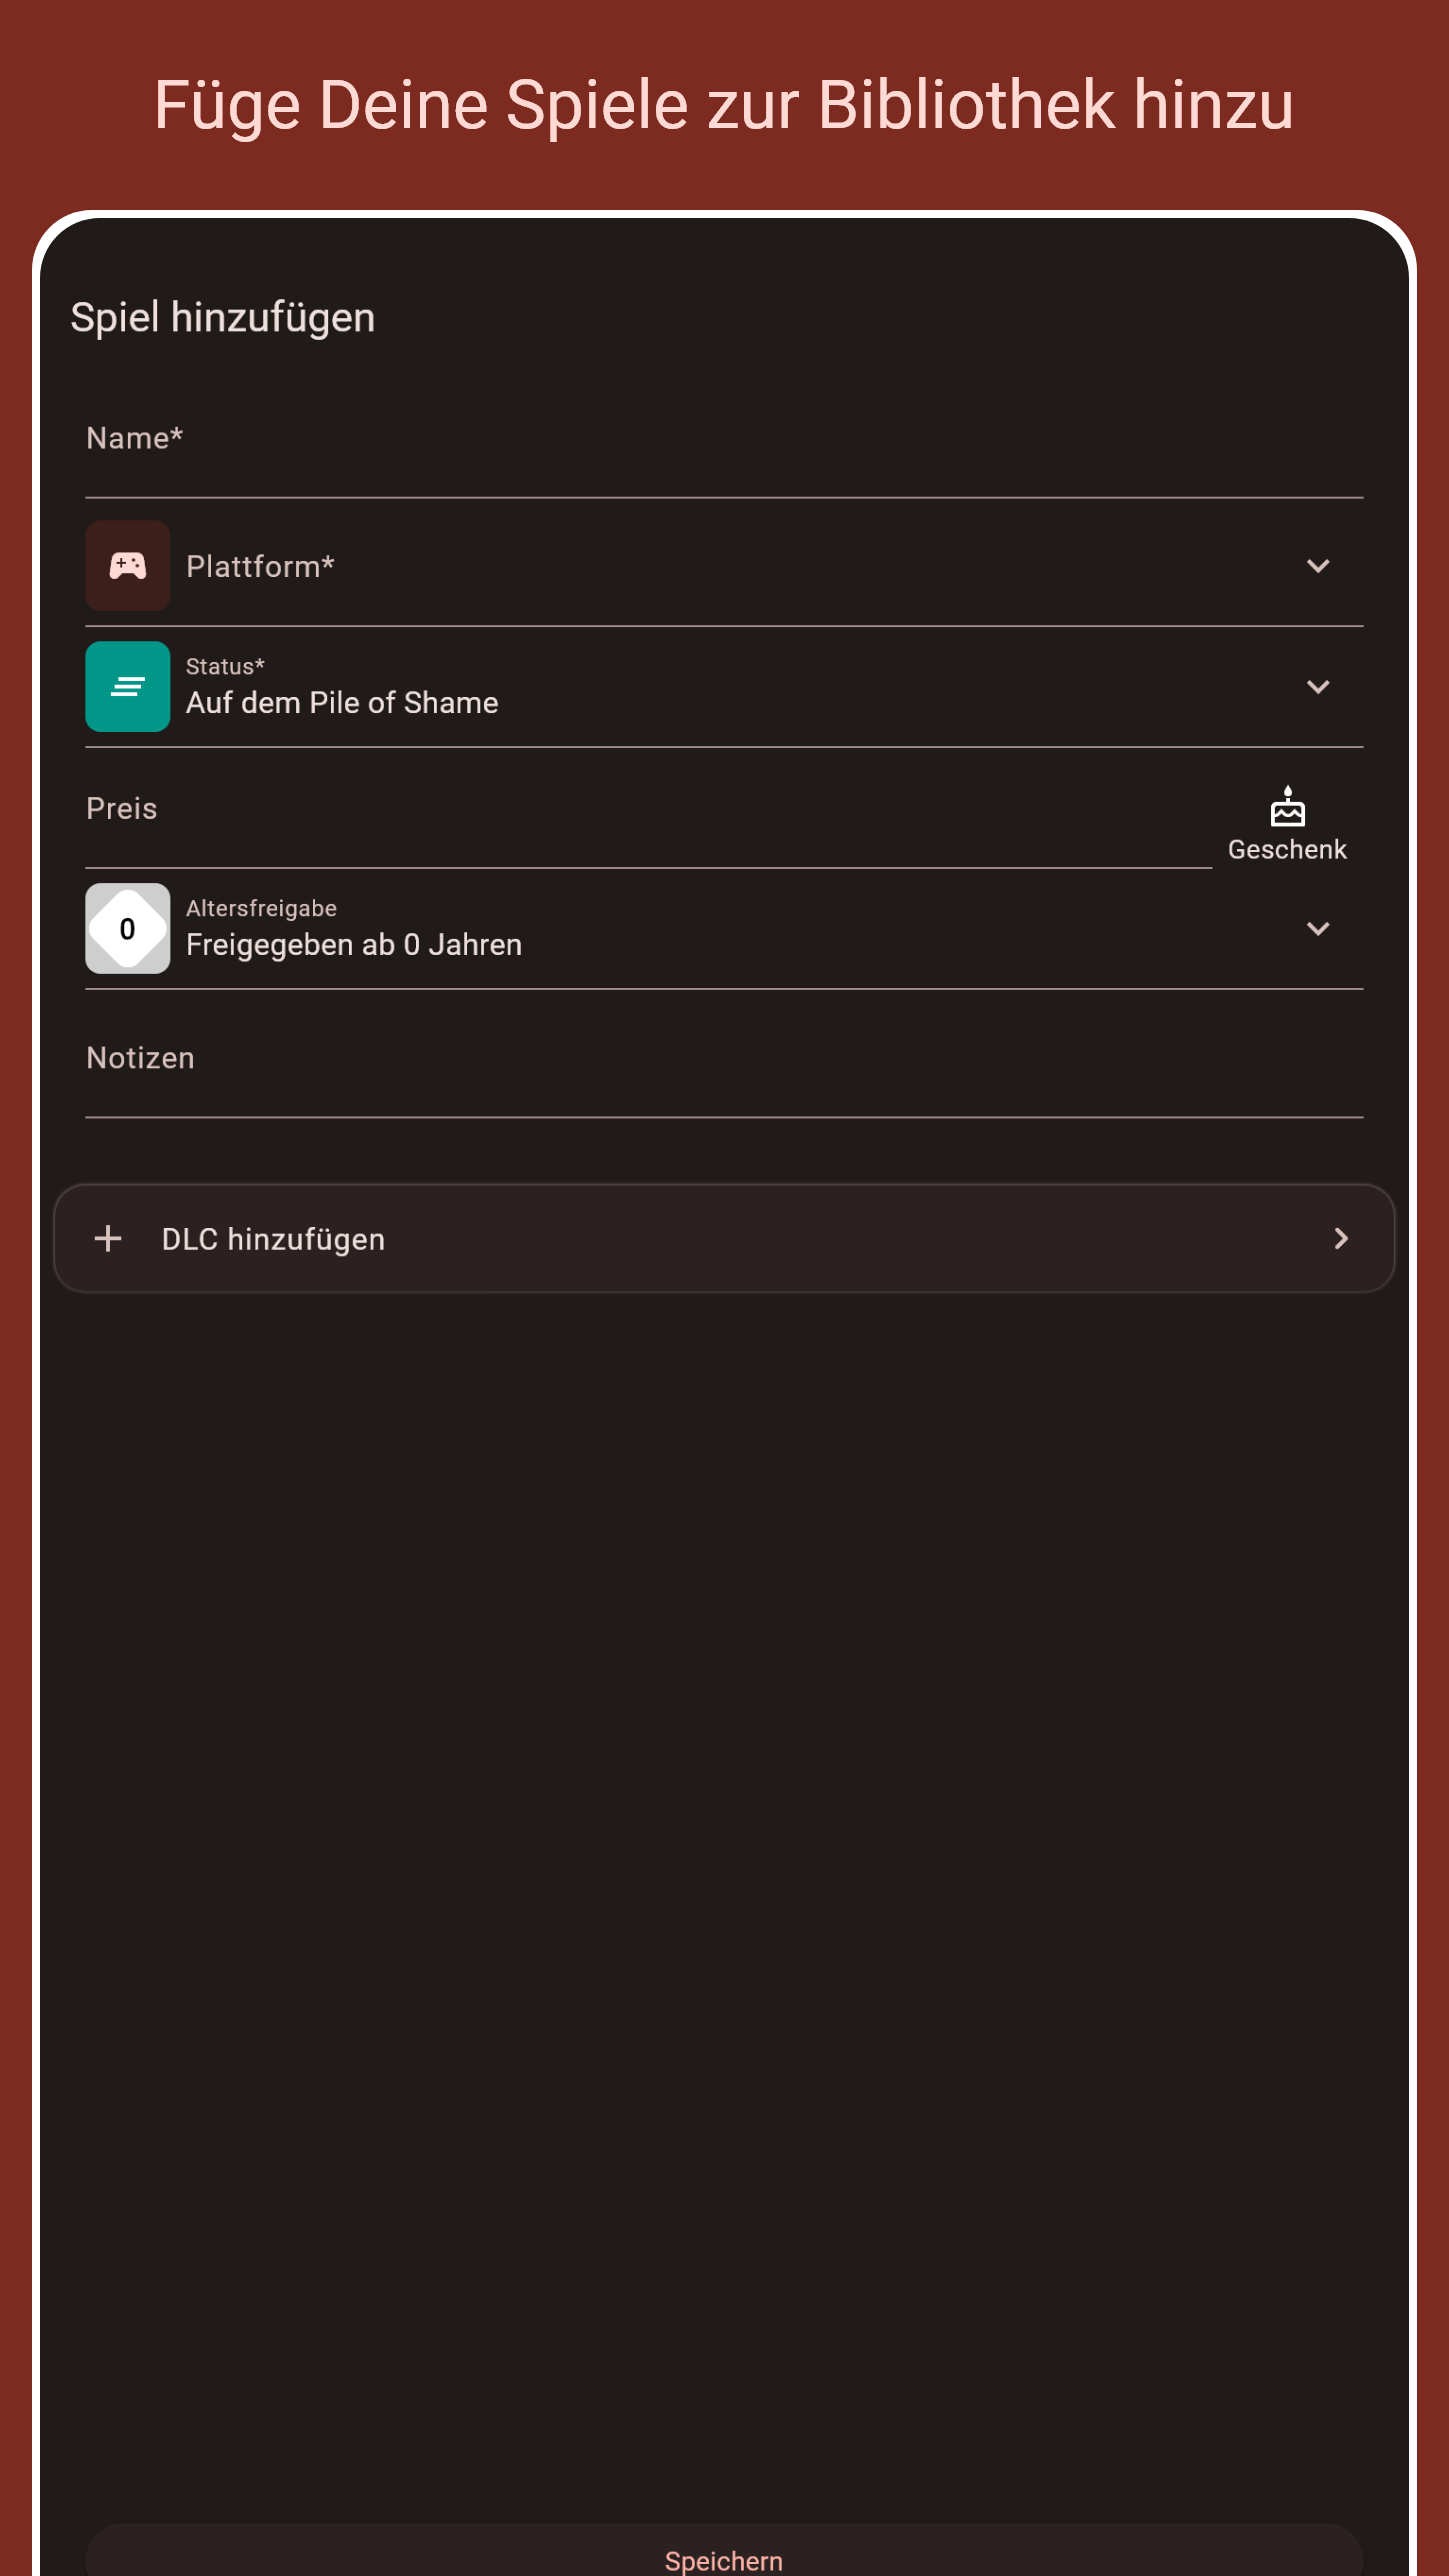 Füge Deine Spiele zur Bibliothek hinzu
Spiel hinzufügen
Name*
Plattform*
Status*
Auf dem Pile of Shame
Preis
Geschenk
0
Altersfreigabe
Freigegeben ab 0 Jahren
Notizen
DLC hinzufügen
Speichern